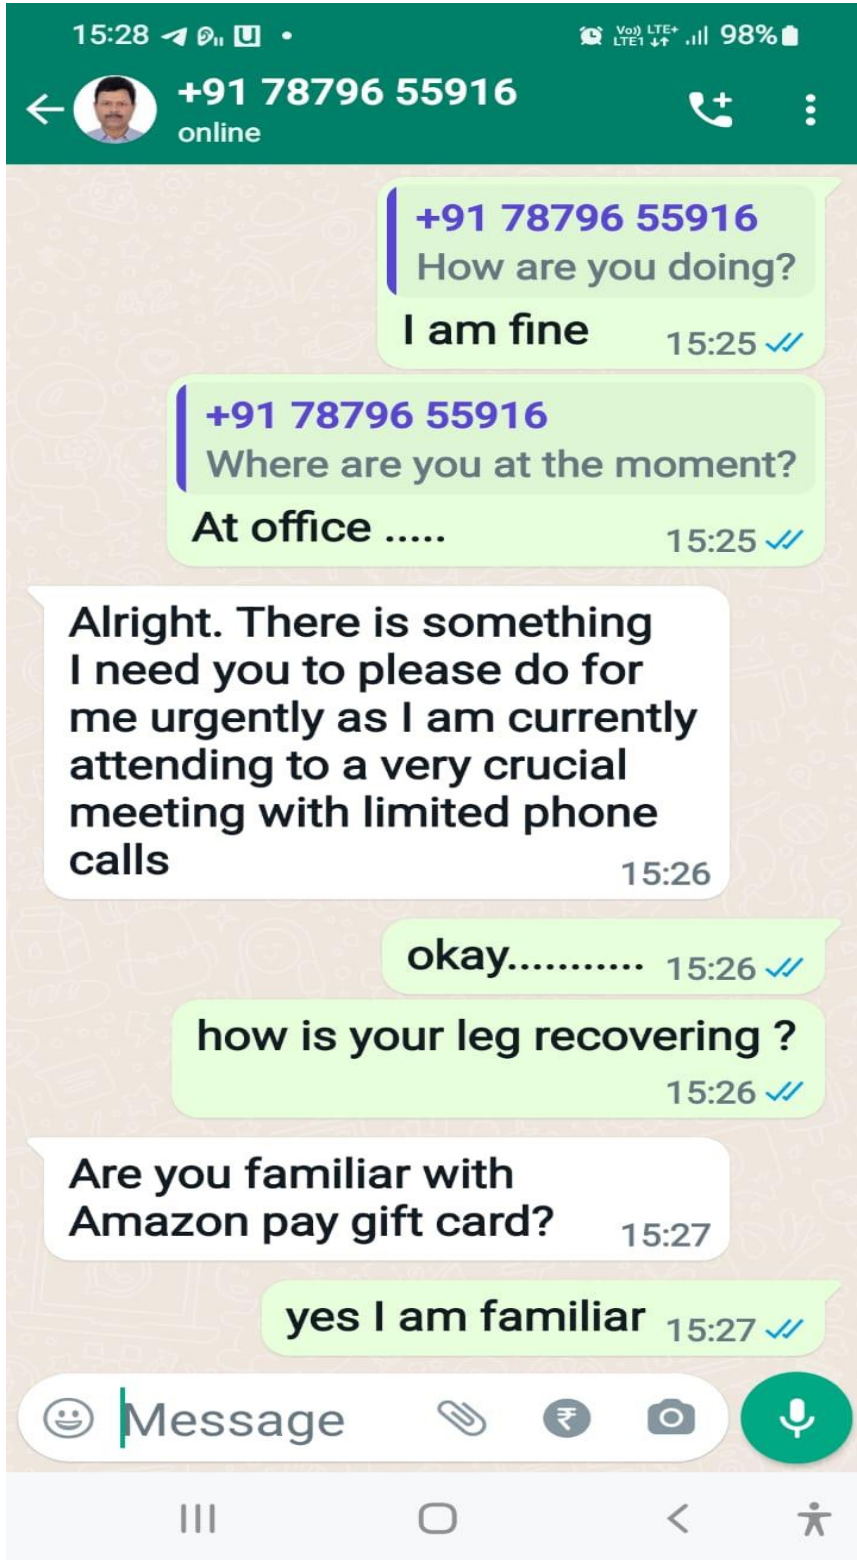 15:28 U • Vo)) LTE+ LTE1 98%
+91 78796 55916
online
+91 78796 55916
How are you doing?
I am fine 15:25
+91 78796 55916
Where are you at the moment?
At office ..... 15:25
Alright. There is something
I need you to please do for
me urgently as I am currently
attending to a very crucial
meeting with limited phone
calls 15:26
okay........... 15:26
how is your leg recovering ?
15:26
Are you familiar with
Amazon pay gift card? 15:27
yes I am familiar 15:27
Message ₹